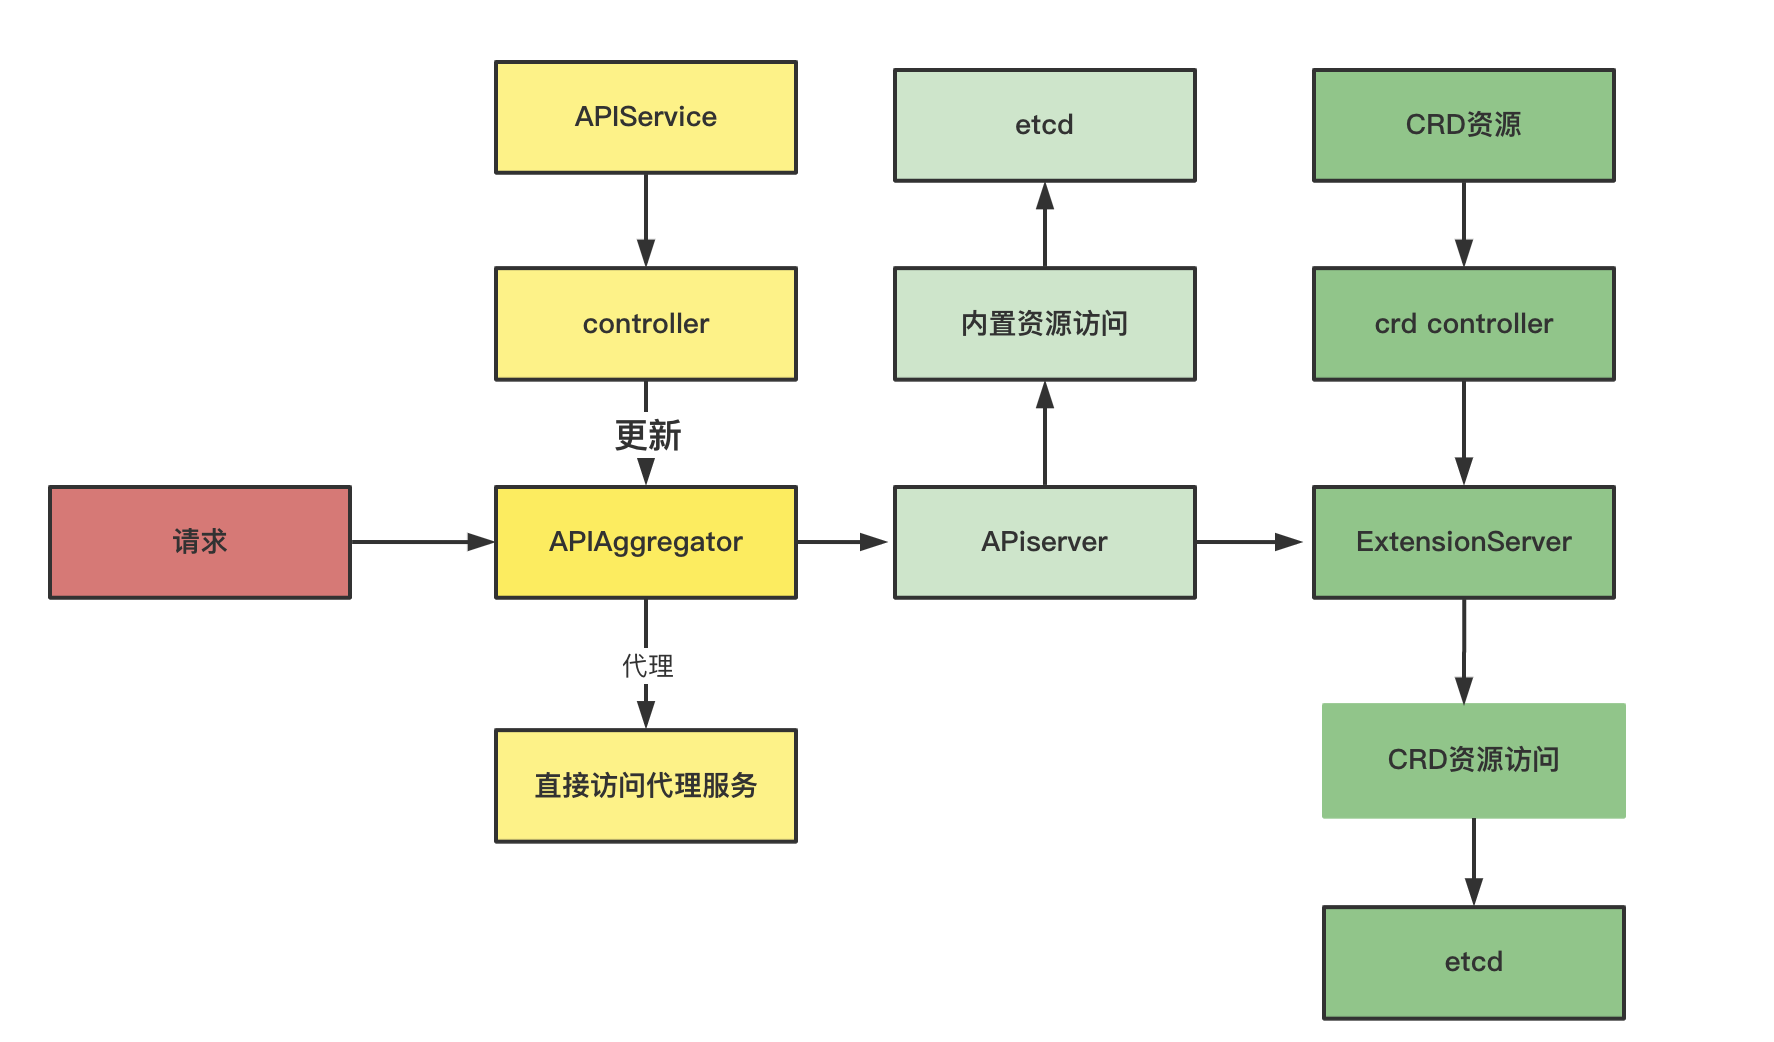 APIService
etcd
CRD资源
controller
内置资源访问
crd controller
更新
请求
APIAggregator
APiserver
ExtensionServer
代理
直接访问代理服务
CRD资源访问
etcd